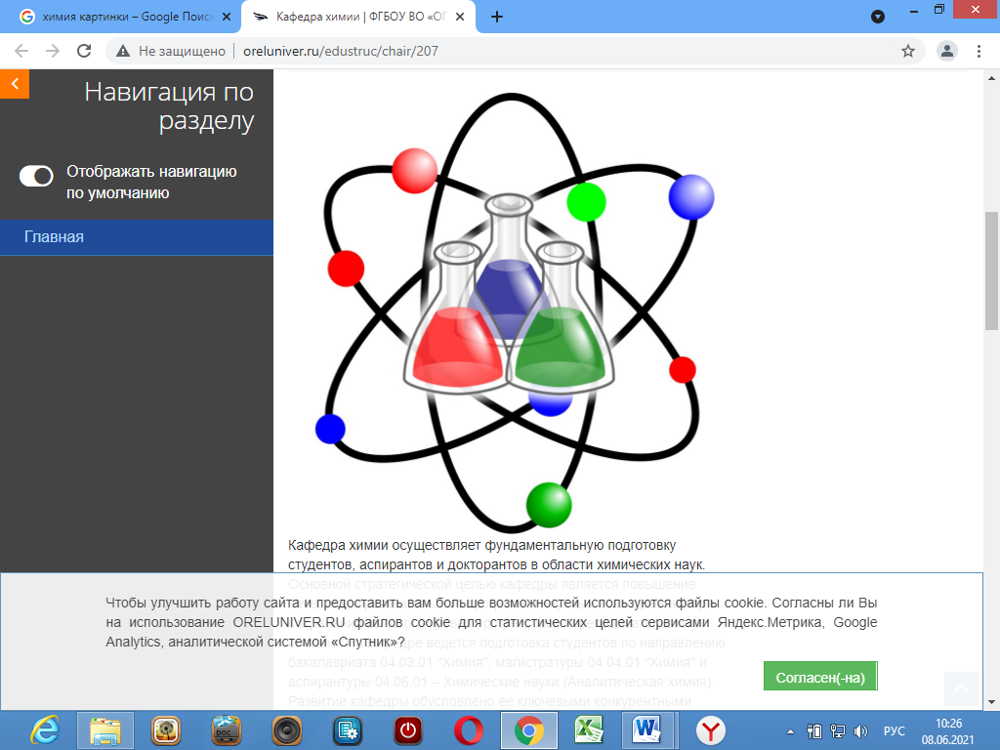 химия картинки – Google Поис
Кафедра химии | ФГБОУ ВО «ОГ
Не защищено
oreluniver.ru/edustruc/chair/207
Навигация по
разделу
Отображать навигацию
по умолчанию
Главная
Кафедра химии осуществляет фундаментальную подготовку
студентов, аспирантов и докторантов в области химических наук.
Основной стратегической целью кафедры является повышение
Чтобы улучшить работу сайта и предоставить вам больше возможностей используются файлы cookie. Согласны ли Вы
на использование ORELUNIVER.RU файлов cookie для статистических целей сервисами Яндекс.Метрика, Google
Analytics, аналитической системой «Спутник»?
ведется подготовка студентов по направлению
бакалавриата 04.03.01 "Химия", магистратуры 04.04.01 "Химия" и
аспирантуры 04.06.01 – Химические науки (Аналитическая химия).
Развитие кафедры обусловлено ее ключевыми конкурентными
Согласен(-на)
DOC
РУС
10:26
08.06.2021